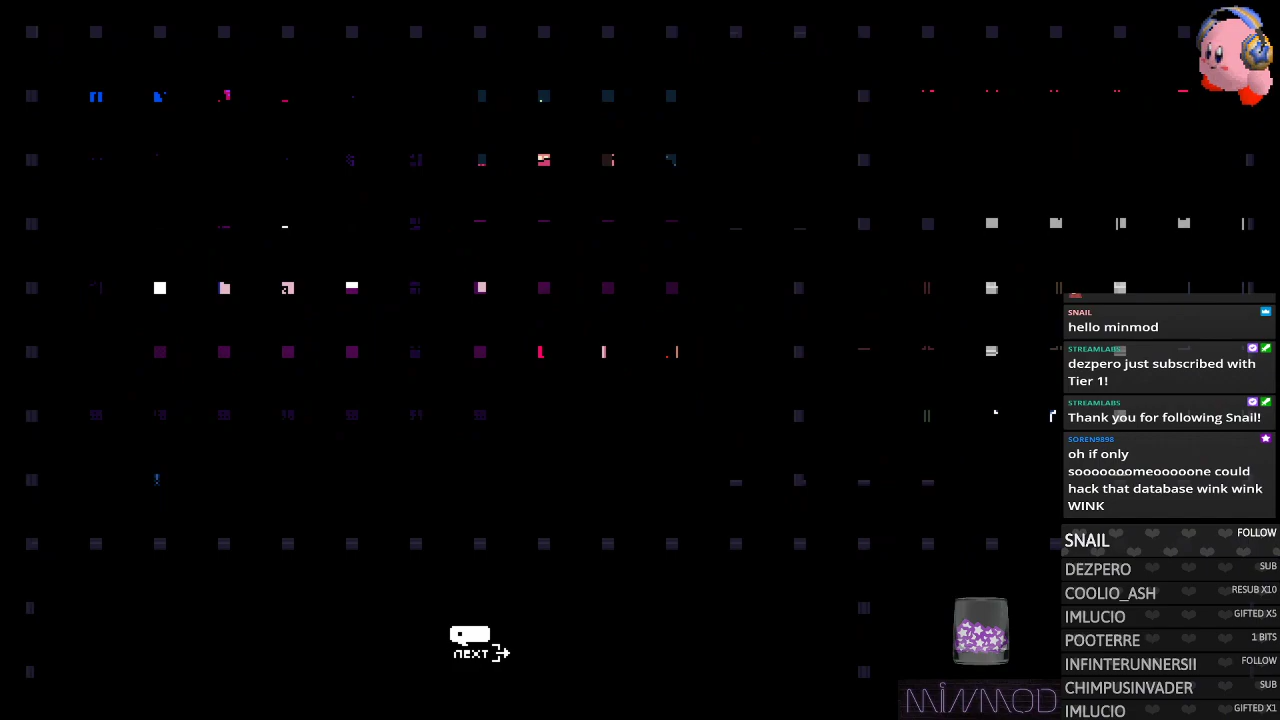 SNAIL
hello minmod
STREAMLABS
dezpero just subscribed with
Tier 1!
STREAMLABS
Thank you for following Snail!
SOREN9898
oh if only
soooooomeooooone could
hack that database wink wink
WINK
SNAIL FOLLOW
DEZPERO SUB
COOLIO_ASH RESUB X10
IMLUCIO GIFTED X5
POOTERRE 1 BITS
INFINTERUNNERSII FOLLOW
CHIMPUSINVADER SUB
IMLUCIO GIFTED X1
NEXT
MINMOD